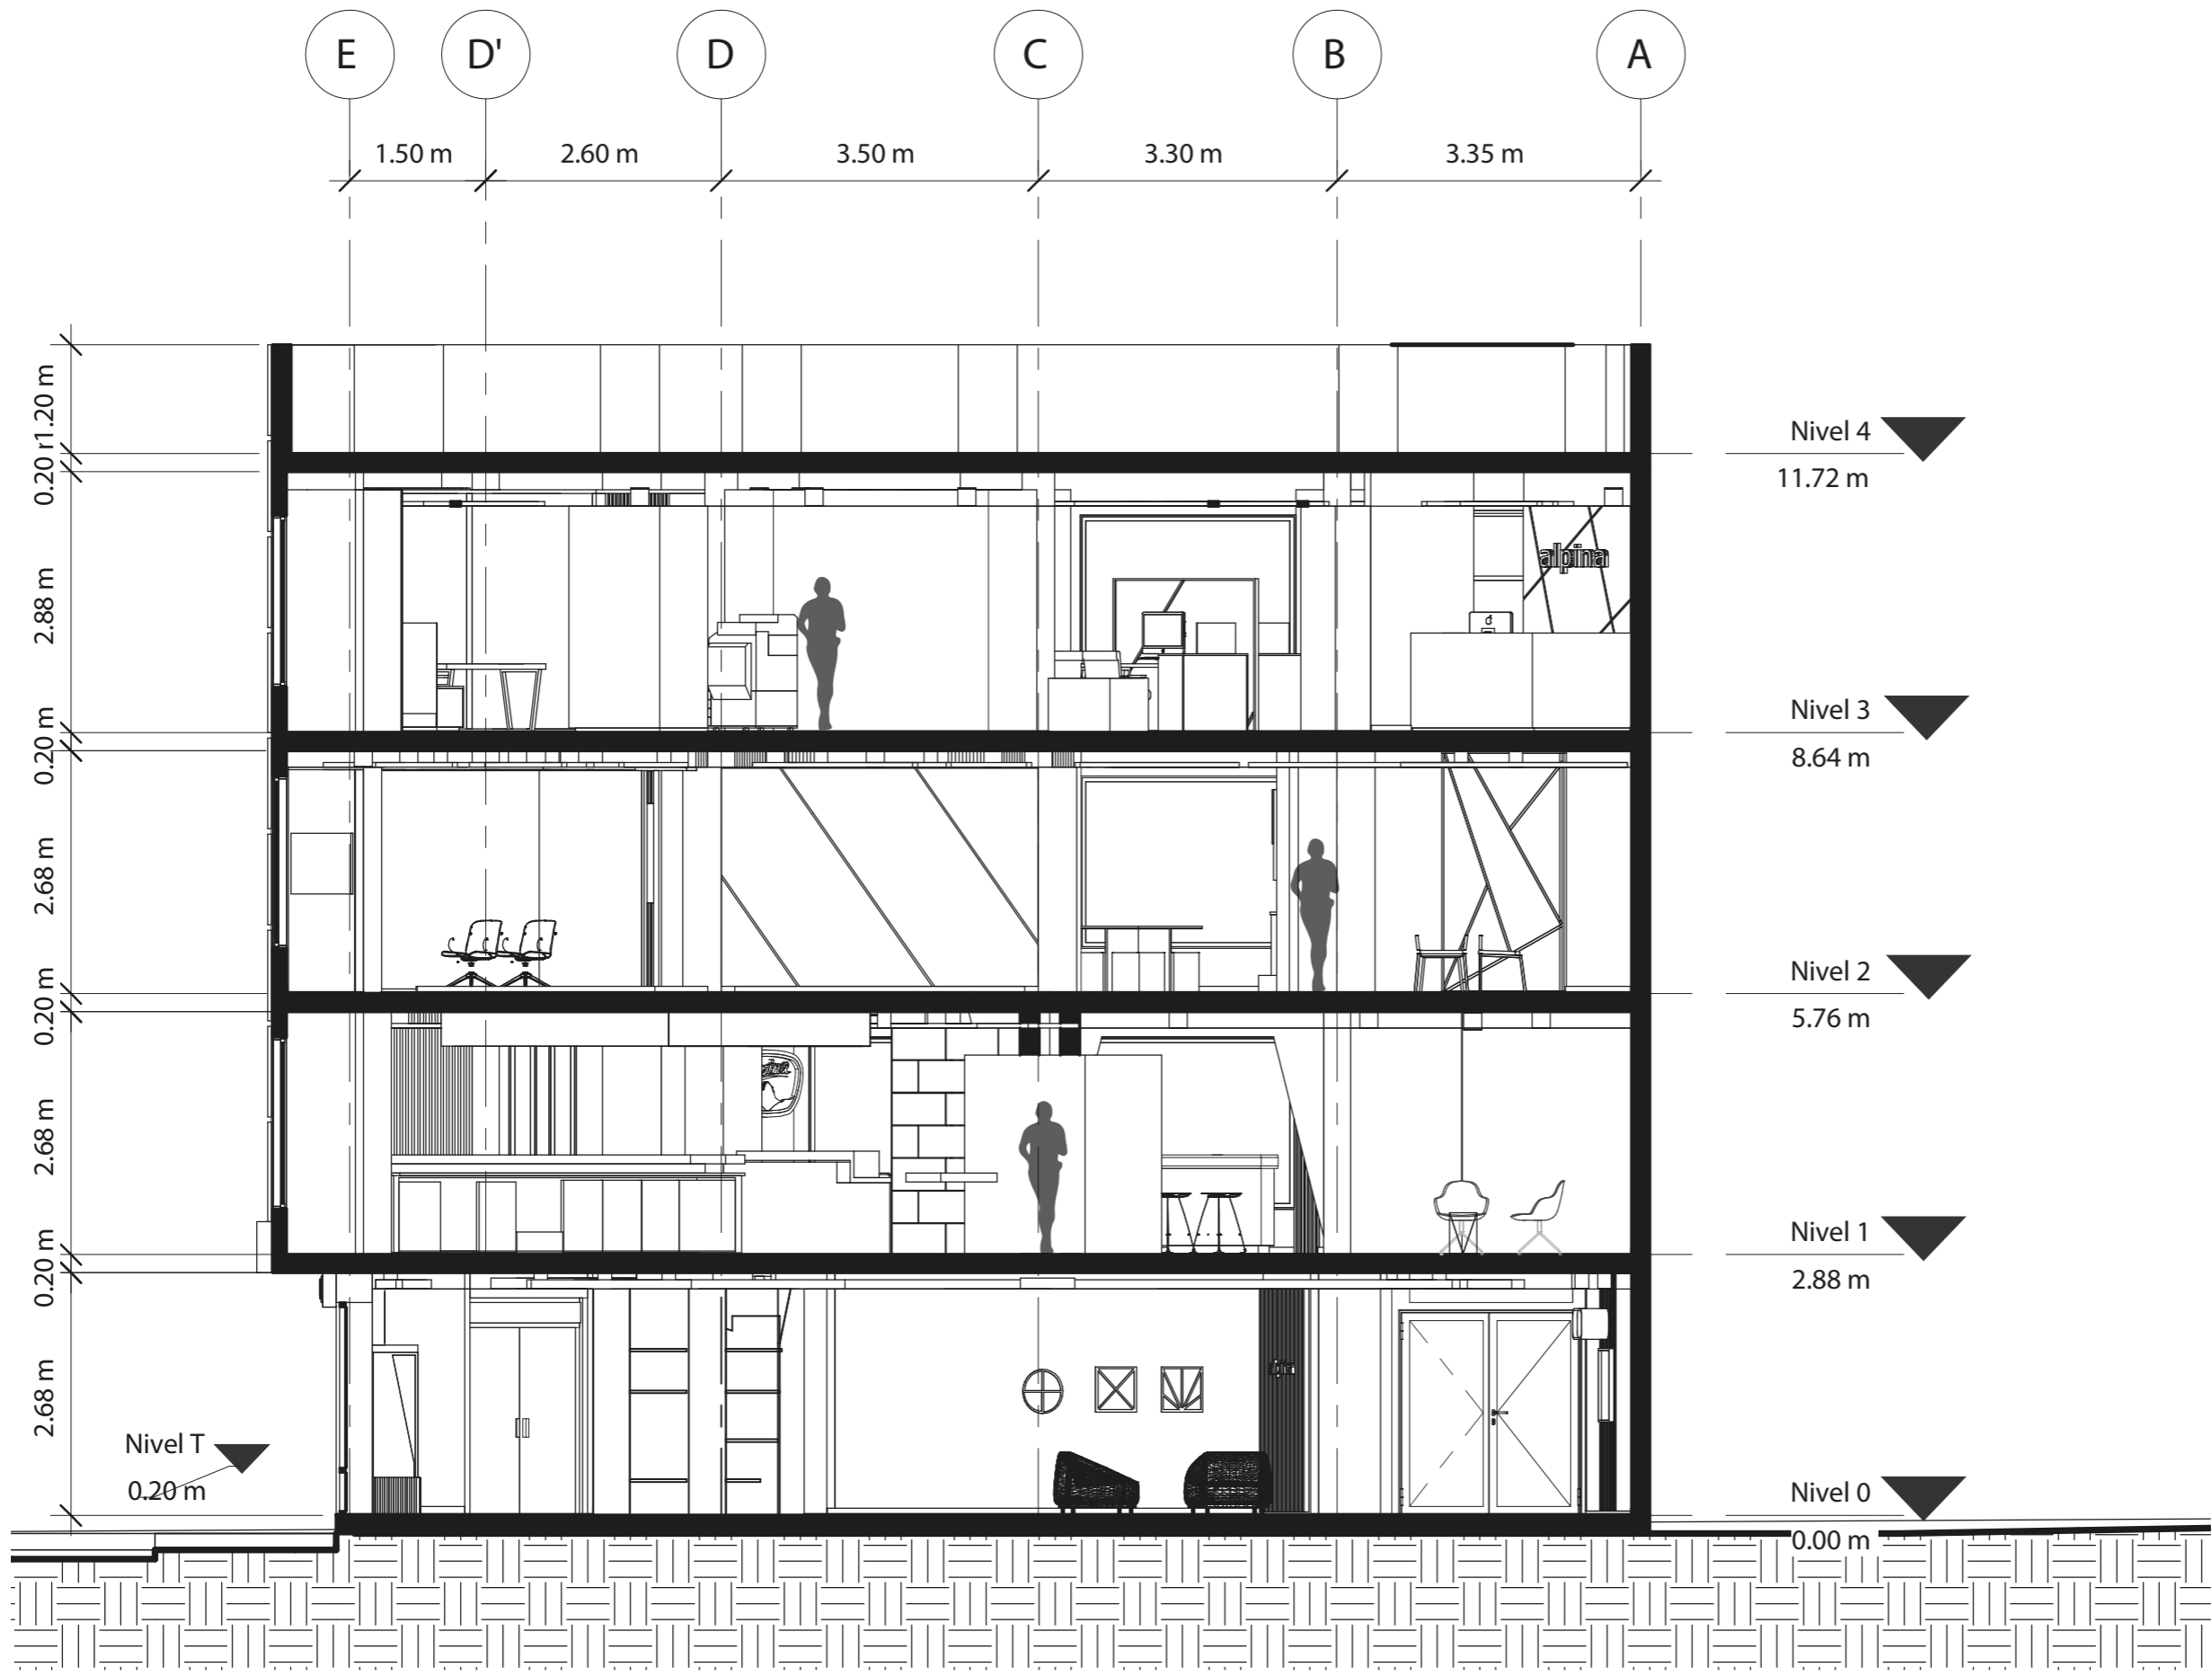 E
D'
D
C
B
A
1.50 m
2.60 m
3.50 m
3.30 m
3.35 m
1.20 m
0.20 m
2.88 m
0.20 m
2.68 m
0.20 m
2.68 m
0.20 m
2.68 m
Nivel 4
11.72 m
alpina
Nivel 3
8.64 m
Nivel 2
5.76 m
Nivel 1
2.88 m
Nivel T
0.20 m
Nivel 0
0.00 m